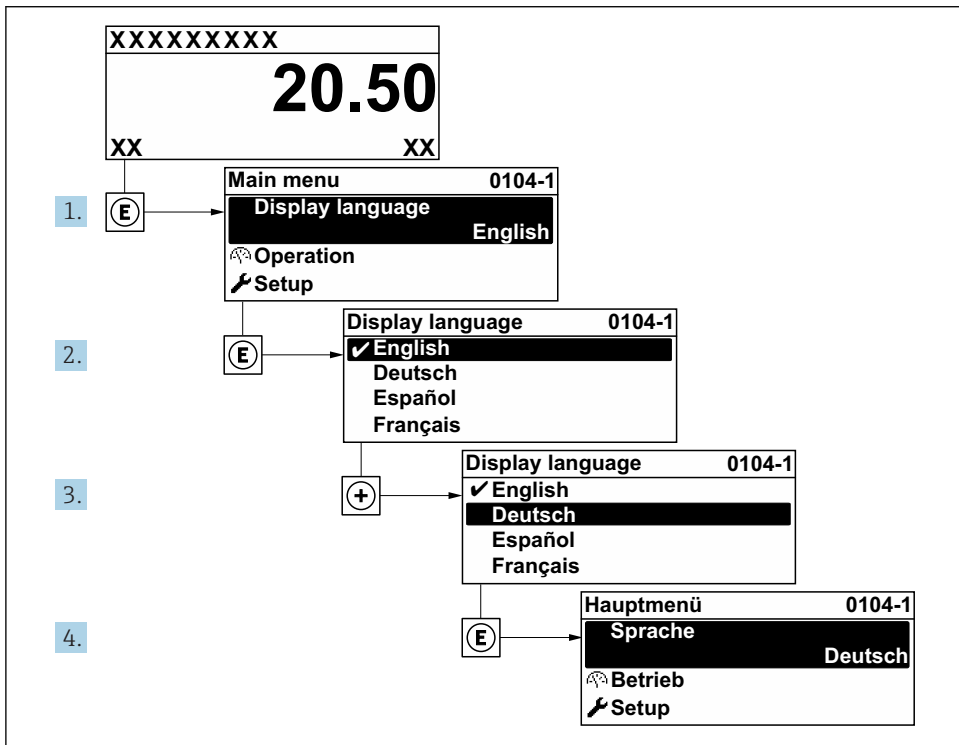 XXXXXXXXX
20.50
XX XX
1. E
Main menu 0104-1
Display language
English
Operation
Setup
2. E
Display language 0104-1
✔English
Deutsch
Español
Français
3. +
Display language 0104-1
✔English
Deutsch
Español
Français
4. E
Hauptmenü 0104-1
Sprache
Deutsch
Betrieb
Setup